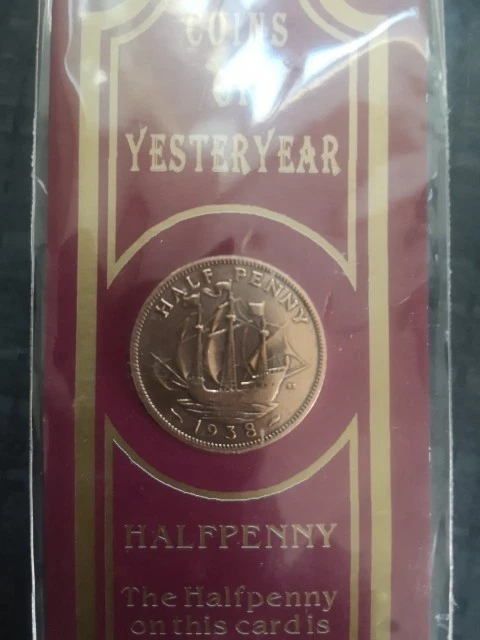 COINS
OF
YESTERYEAR
HALF PENNY
1938
HALFPENNY
The Halfpenny
on this card is